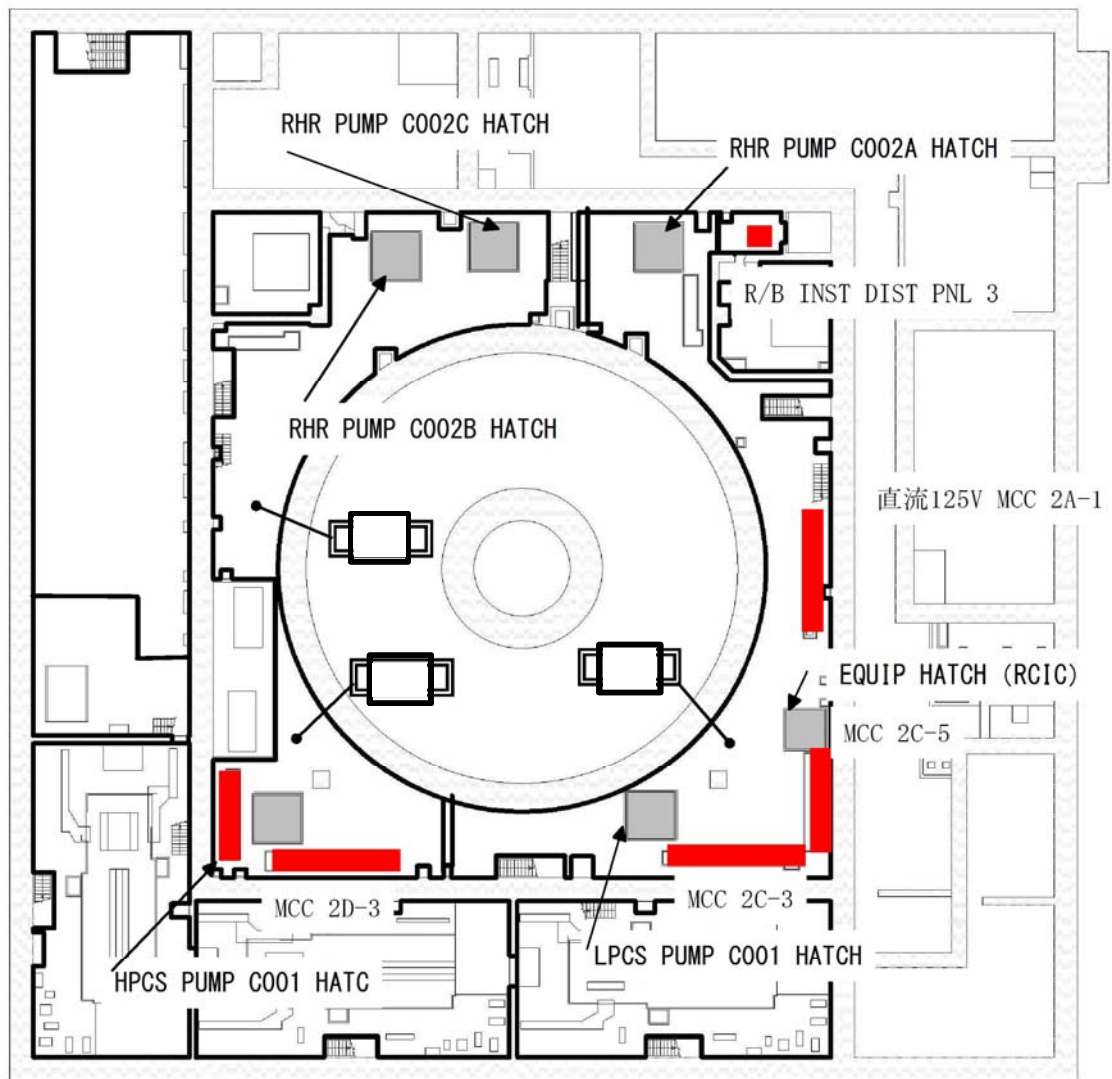 RHR PUMP C002C HATCH
RHR PUMP C002A HATCH
R/B INST DIST PNL 3
RHR PUMP C002B HATCH
直流125V MCC 2A-1
EQUIP HATCH (RCIC)
MCC 2C-5
MCC 2D-3
MCC 2C-3
LPCS PUMP C001 HATCH
HPCS PUMP C001 HATC